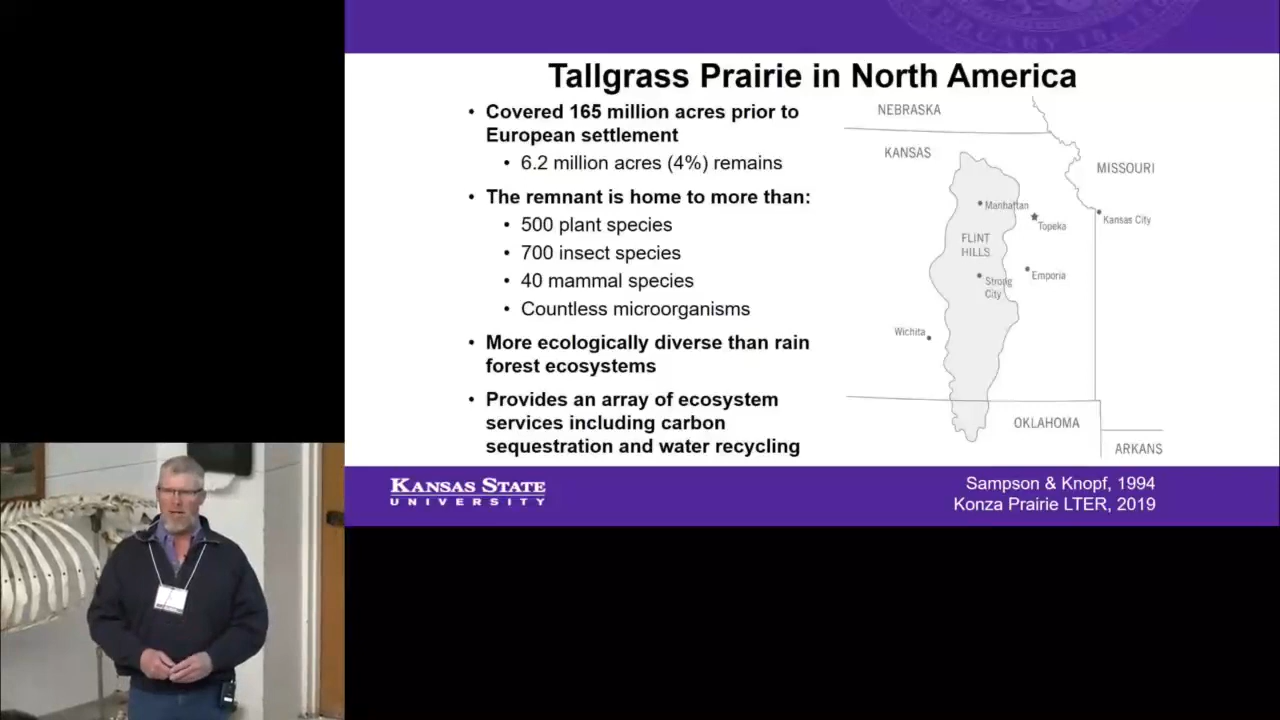 Tallgrass Prairie in North America
• Covered 165 million acres prior to
European settlement
• 6.2 million acres (4%) remains
• The remnant is home to more than:
• 500 plant species
• 700 insect species
• 40 mammal species
• Countless microorganisms
• More ecologically diverse than rain
forest ecosystems
• Provides an array of ecosystem
services including carbon
sequestration and water recycling
NEBRASKA
KANSAS
MISSOURI
Manhattan
Topeka
Kansas City
FLINT
HILLS
Strong
City
Emporia
Wichita
OKLAHOMA
ARKANS
KANSAS STATE
UNIVERSITY
Sampson & Knopf, 1994
Konza Prairie LTER, 2019